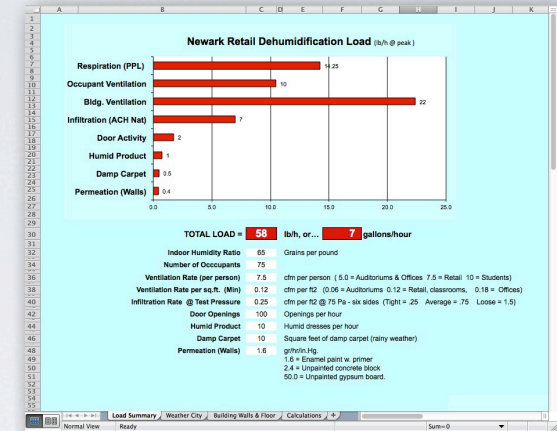 A B C D E F G H I J K
Newark Retail Dehumidification Load (lb/h @ peak )
Respiration (PPL) 14.25
Occupant Ventilation 10
Bldg. Ventilation 22
Infiltration (ACH Nat) 7
Door Activity 2
Humid Product 1
Damp Carpet 0.5
Permeation (Walls) 0.4
0.0 5.0 10.0 15.0 20.0 25.0
TOTAL LOAD = 58 lb/h, or... 7 gallons/hour
Indoor Humidity Ratio 65 Grains per pound
Number of Occcupants 75
Ventilation Rate (per person) 7.5 cfm per person ( 5.0 = Auditoriums & Offices 7.5 = Retail 10 = Students)
Ventilation Rate per sq.ft. (Min) 0.12 cfm per ft2 (0.06 = Auditoriums 0.12 = Retail, classrooms, 0.18 = Offices)
Infiltration Rate @ Test Pressure 0.25 cfm per ft2 @ 75 Pa - six sides (Tight = .25 Average = .75 Loose = 1.5)
Door Openings 100 Openings per hour
Humid Product 10 Humid dresses per hour
Damp Carpet 10 Square feet of damp carpet (rainy weather)
Permeation (Walls) 1.6 gr/hr/in.Hg.
1.6 = Enamel paint w. primer
2.4 = Unpainted concrete block
50.0 = Unpainted gypsum board.
Load Summary Weather City Building Walls & Floor Calculations +
Normal View Ready Sum=0